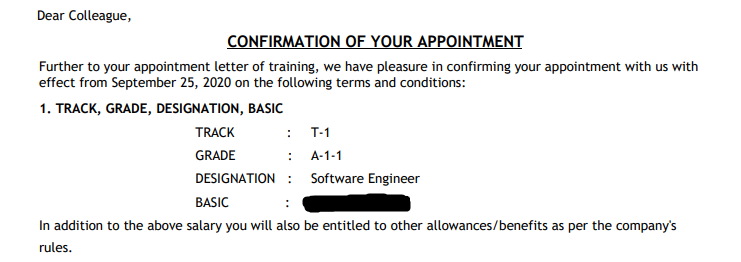 Dear Colleague,
CONFIRMATION OF YOUR APPOINTMENT
Further to your appointment letter of training, we have pleasure in confirming your appointment with us with
effect from September 25, 2020 on the following terms and conditions:
1. TRACK, GRADE, DESIGNATION, BASIC
TRACK : T-1
GRADE : A-1-1
DESIGNATION : Software Engineer
BASIC :
In addition to the above salary you will also be entitled to other allowances/benefits as per the company's
rules.